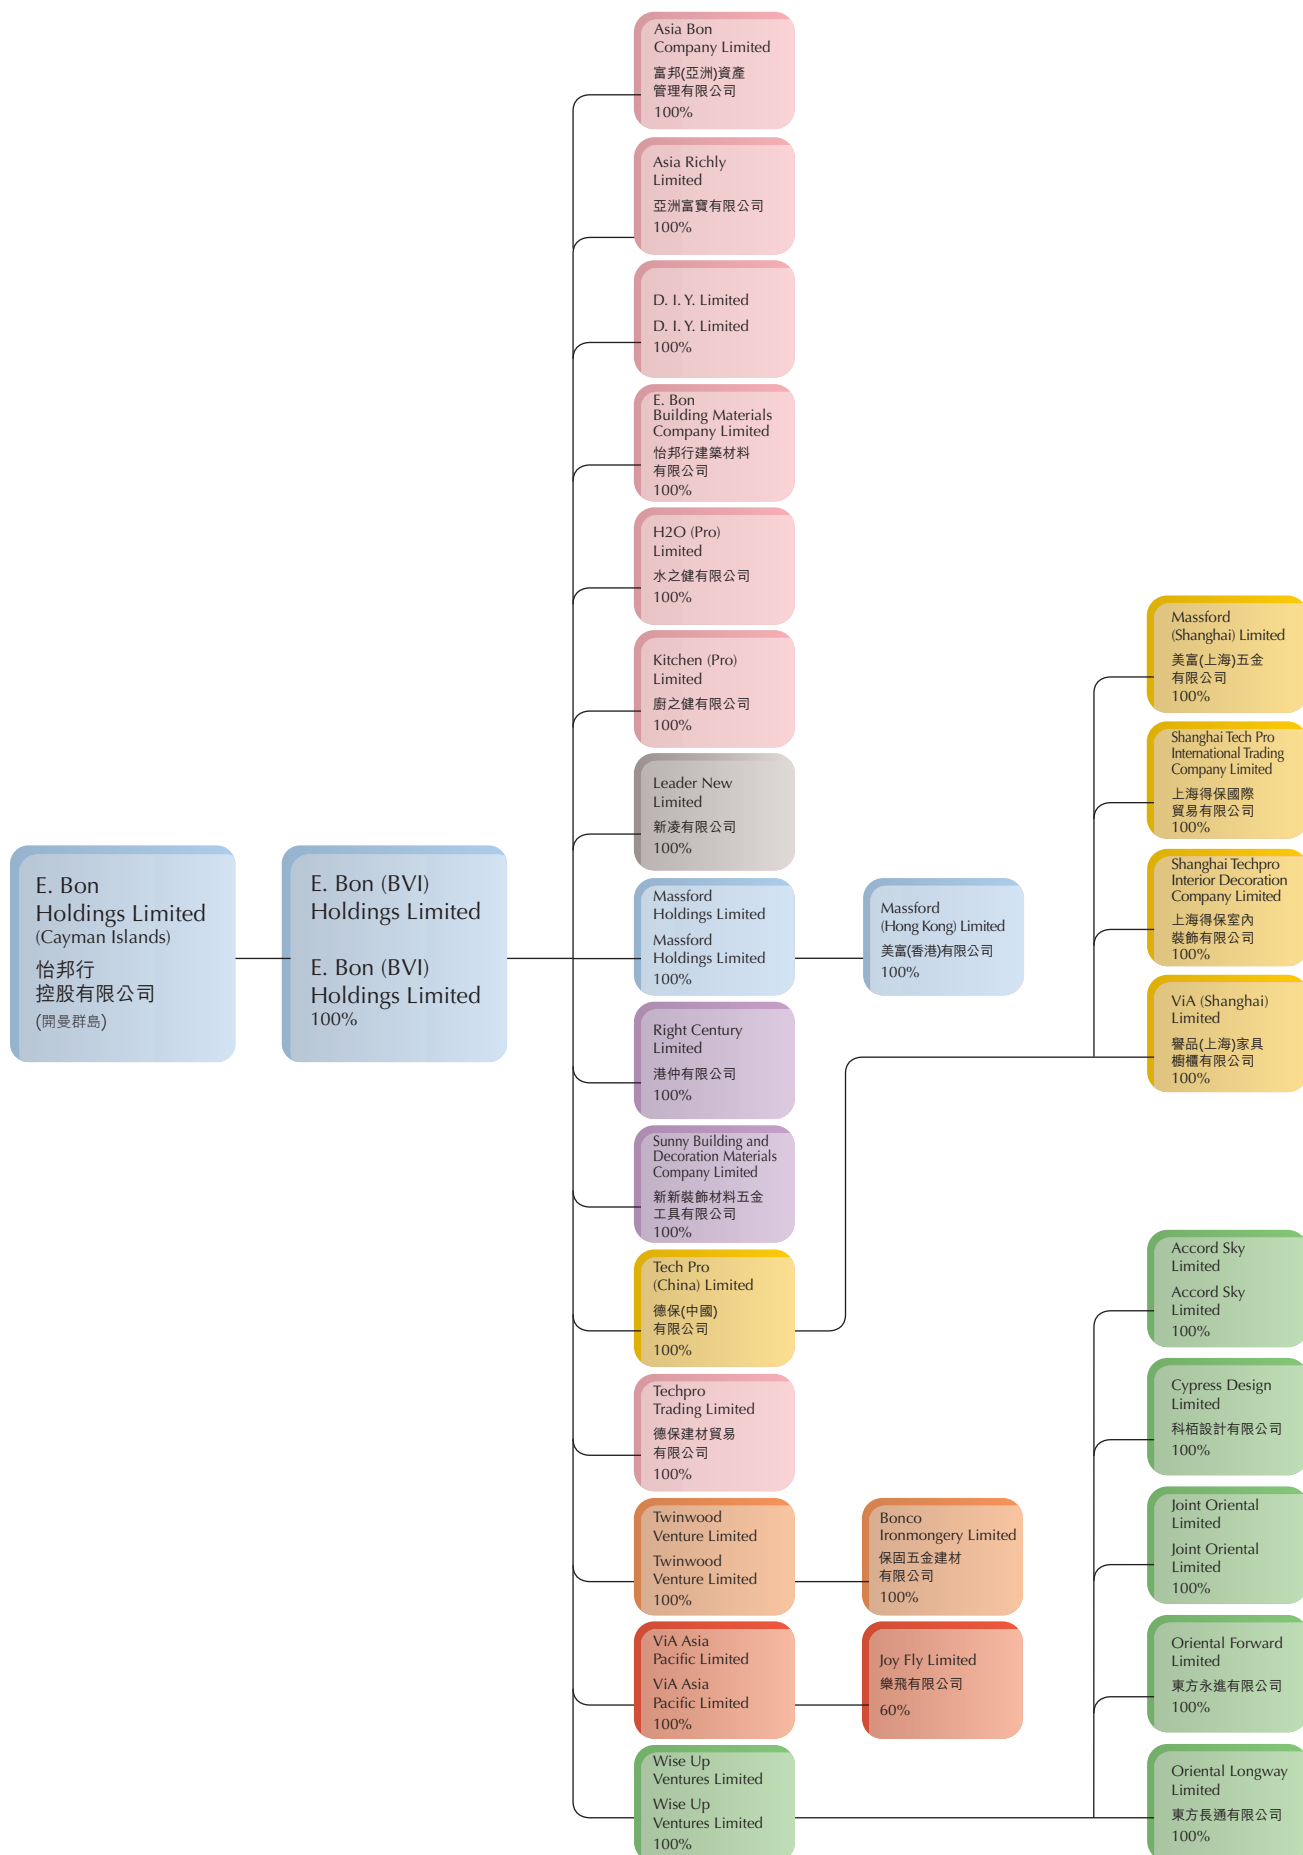 E. Bon
Holdings Limited
(Cayman Islands)
怡邦行
控股有限公司
(開曼群島)
E. Bon (BVI)
Holdings Limited
E. Bon (BVI)
Holdings Limited
100%
Asia Bon
Company Limited
富邦(亞洲)資產
管理有限公司
100%
Asia Richly
Limited
亞洲富寶有限公司
100%
D. I. Y. Limited
D. I. Y. Limited
100%
E. Bon
Building Materials
Company Limited
怡邦行建築材料
有限公司
100%
H2O (Pro)
Limited
水之健有限公司
100%
Kitchen (Pro)
Limited
廚之健有限公司
100%
Leader New
Limited
新凌有限公司
100%
Massford
Holdings Limited
Massford
Holdings Limited
100%
Massford
(Hong Kong) Limited
美富(香港)有限公司
100%
Right Century
Limited
港仲有限公司
100%
Sunny Building and
Decoration Materials
Company Limited
新新裝飾材料五金
工具有限公司
100%
Tech Pro
(China) Limited
德保(中國)
有限公司
100%
Massford
(Shanghai) Limited
美富(上海)五金
有限公司
100%
Shanghai Tech Pro
International Trading
Company Limited
上海得保國際
貿易有限公司
100%
Shanghai Techpro
Interior Decoration
Company Limited
上海得保室內
裝飾有限公司
100%
ViA (Shanghai)
Limited
譽品(上海)家具
櫥櫃有限公司
100%
Techpro
Trading Limited
德保建材貿易
有限公司
100%
Twinwood
Venture Limited
Twinwood
Venture Limited
100%
Bonco
Ironmongery Limited
保固五金建材
有限公司
100%
ViA Asia
Pacific Limited
ViA Asia
Pacific Limited
100%
Joy Fly Limited
樂飛有限公司
60%
Wise Up
Ventures Limited
Wise Up
Ventures Limited
100%
Accord Sky
Limited
Accord Sky
Limited
100%
Cypress Design
Limited
科栢設計有限公司
100%
Joint Oriental
Limited
Joint Oriental
Limited
100%
Oriental Forward
Limited
東方永進有限公司
100%
Oriental Longway
Limited
東方長通有限公司
100%